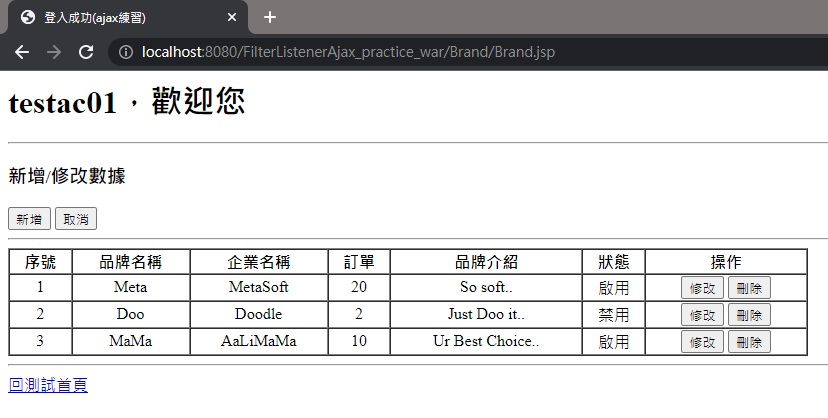 登入成功(ajax練習)
localhost:8080/FilterListenerAjax_practice_war/Brand/Brand.jsp
testac01，歡迎您
新增/修改數據
新增 取消
序號 品牌名稱 企業名稱 訂單 品牌介紹 狀態 操作
1 Meta MetaSoft 20 So soft.. 啟用 修改 刪除
2 Doo Doodle 2 Just Doo it.. 禁用 修改 刪除
3 MaMa AaLiMaMa 10 Ur Best Choice.. 啟用 修改 刪除
回測試首頁